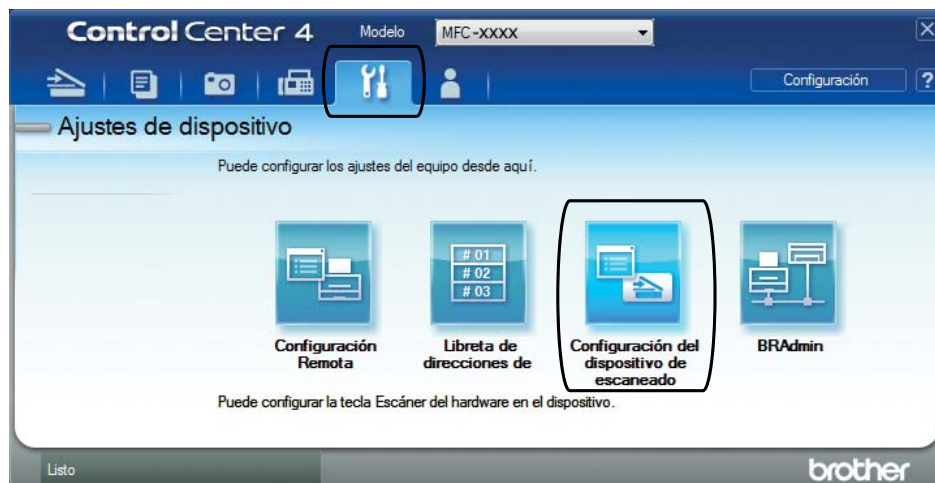 Control Center 4 Modelo MFC-XXXX
Configuración ?
Ajustes de dispositivo
Puede configurar los ajustes del equipo desde aquí.
# 01
# 02
# 03
Configuración
Remota
Libreta de
direcciones de
Configuración del
dispositivo de
escaneado
BRAdmin
Puede configurar la tecla Escáner del hardware en el dispositivo.
Listo
brother